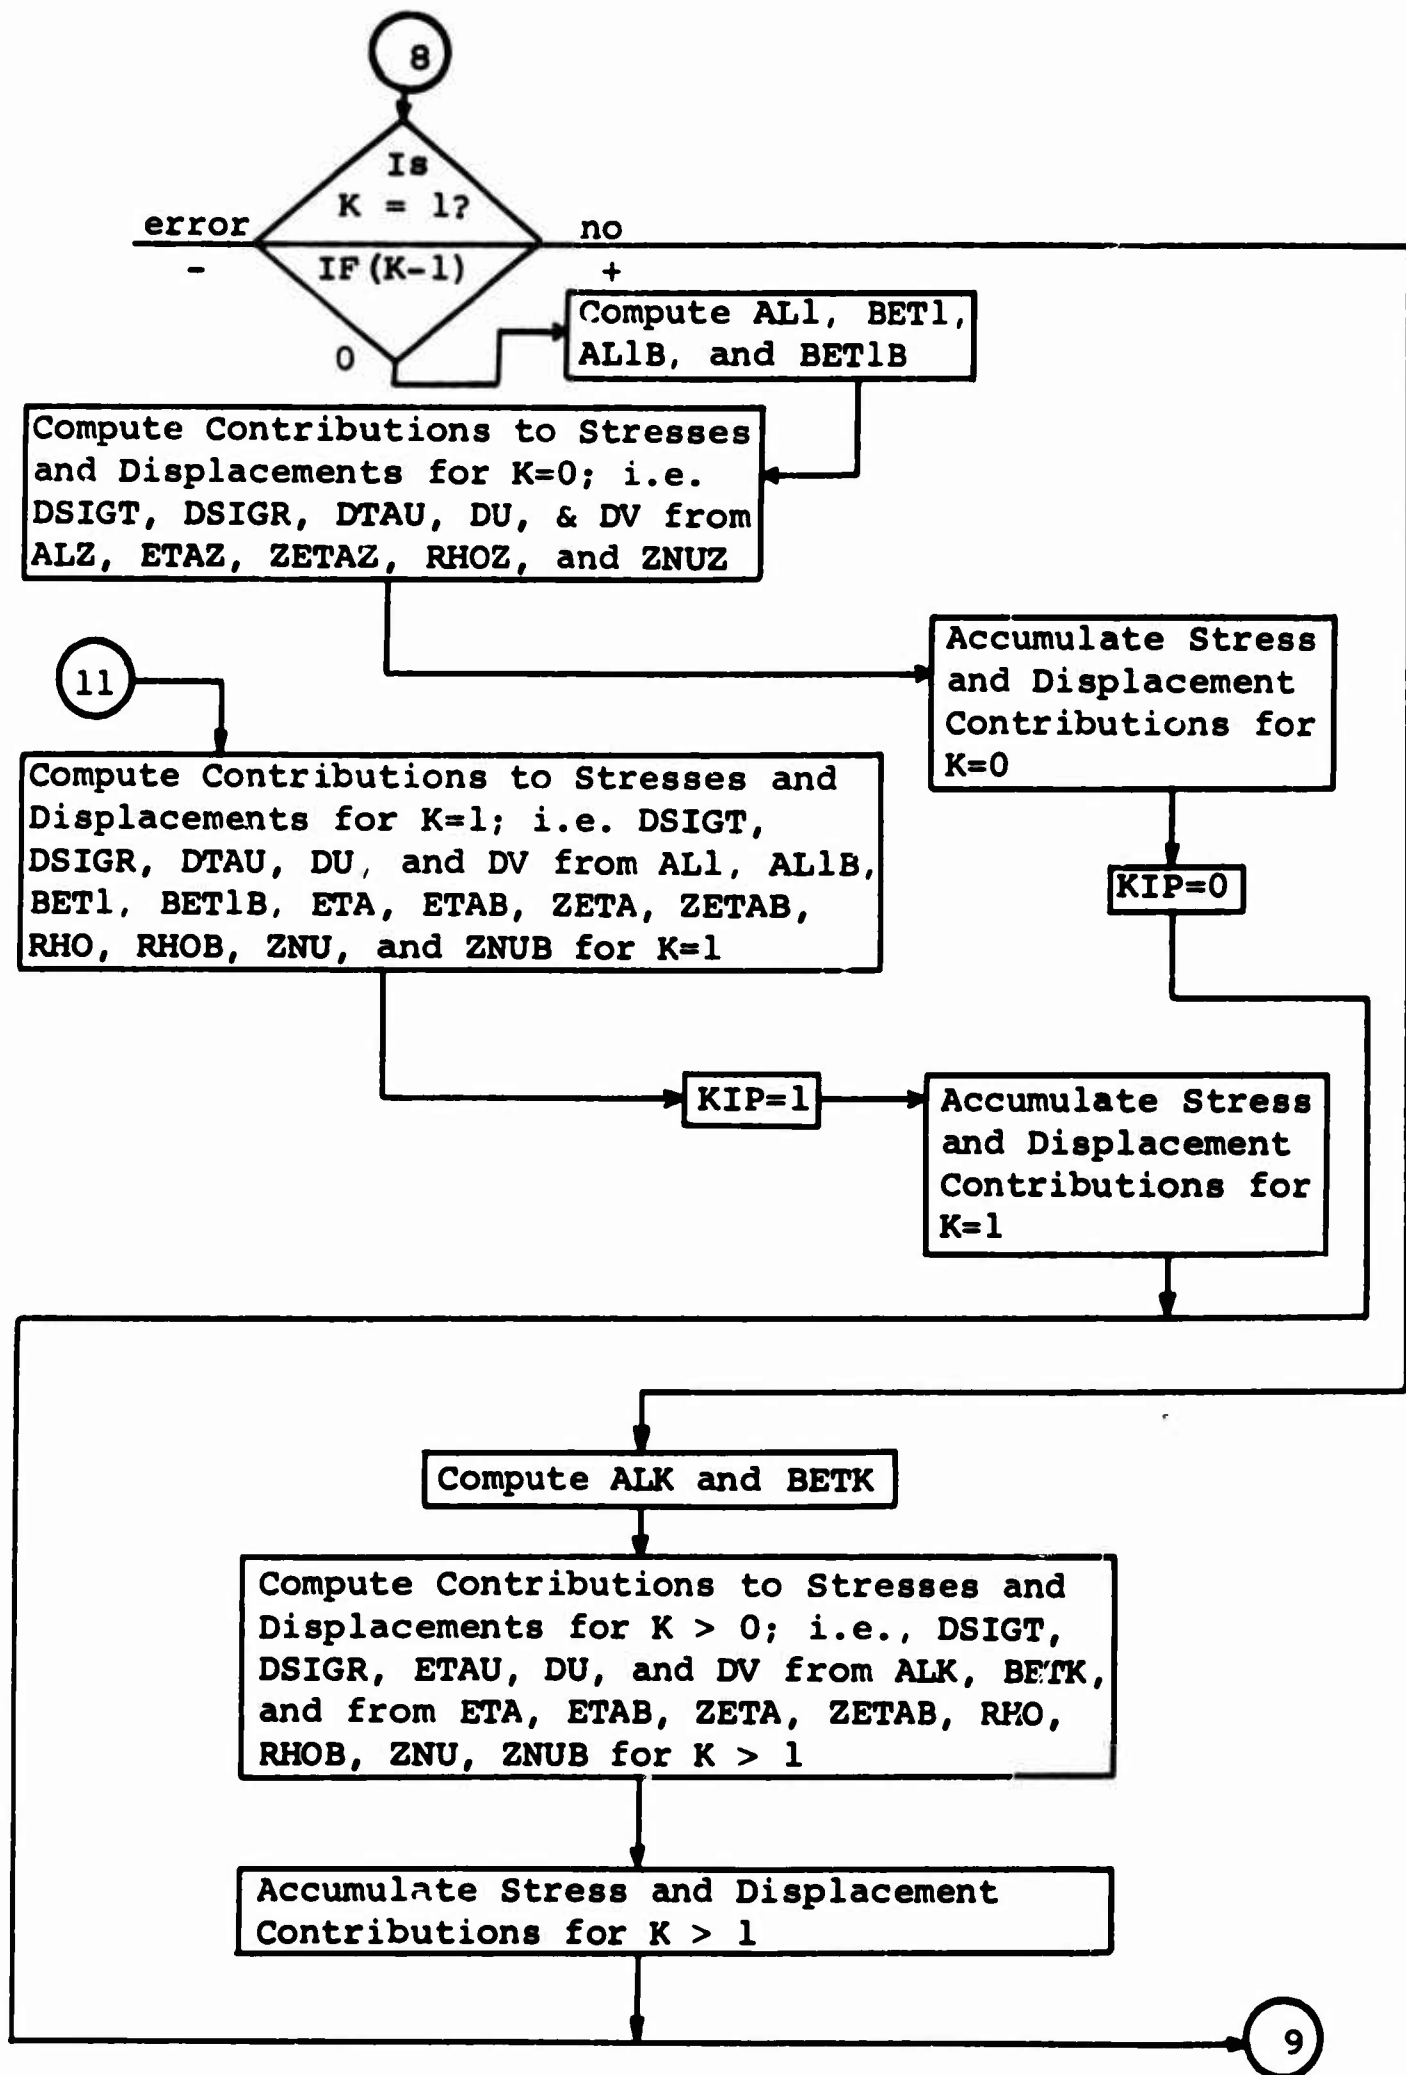 8
Is
K = 1?
error
no
-
IF(K-1)
+
0
Compute AL1, BET1,
AL1B, and BET1B
Compute Contributions to Stresses
and Displacements for K=0; i.e.
DSIGT, DSIGR, DTAU, DU, & DV from
ALZ, ETAZ, ZETAZ, RHOZ, and ZNUZ
Accumulate Stress
and Displacement
Contributions for
K=0
11
Compute Contributions to Stresses and
Displacements for K=1; i.e. DSIGT,
DSIGR, DTAU, DU, and DV from AL1, AL1B,
BET1, BET1B, ETA, ETAB, ZETA, ZETAB,
RHO, RHOB, ZNU, and ZNUB for K=1
KIP=0
KIP=1
Accumulate Stress
and Displacement
Contributions for
K=1
Compute ALK and BETK
Compute Contributions to Stresses and
Displacements for K > 0; i.e., DSIGT,
DSIGR, ETAU, DU, and DV from ALK, BETK,
and from ETA, ETAB, ZETA, ZETAB, RHO,
RHOB, ZNU, ZNUB for K > 1
Accumulate Stress and Displacement
Contributions for K > 1
9